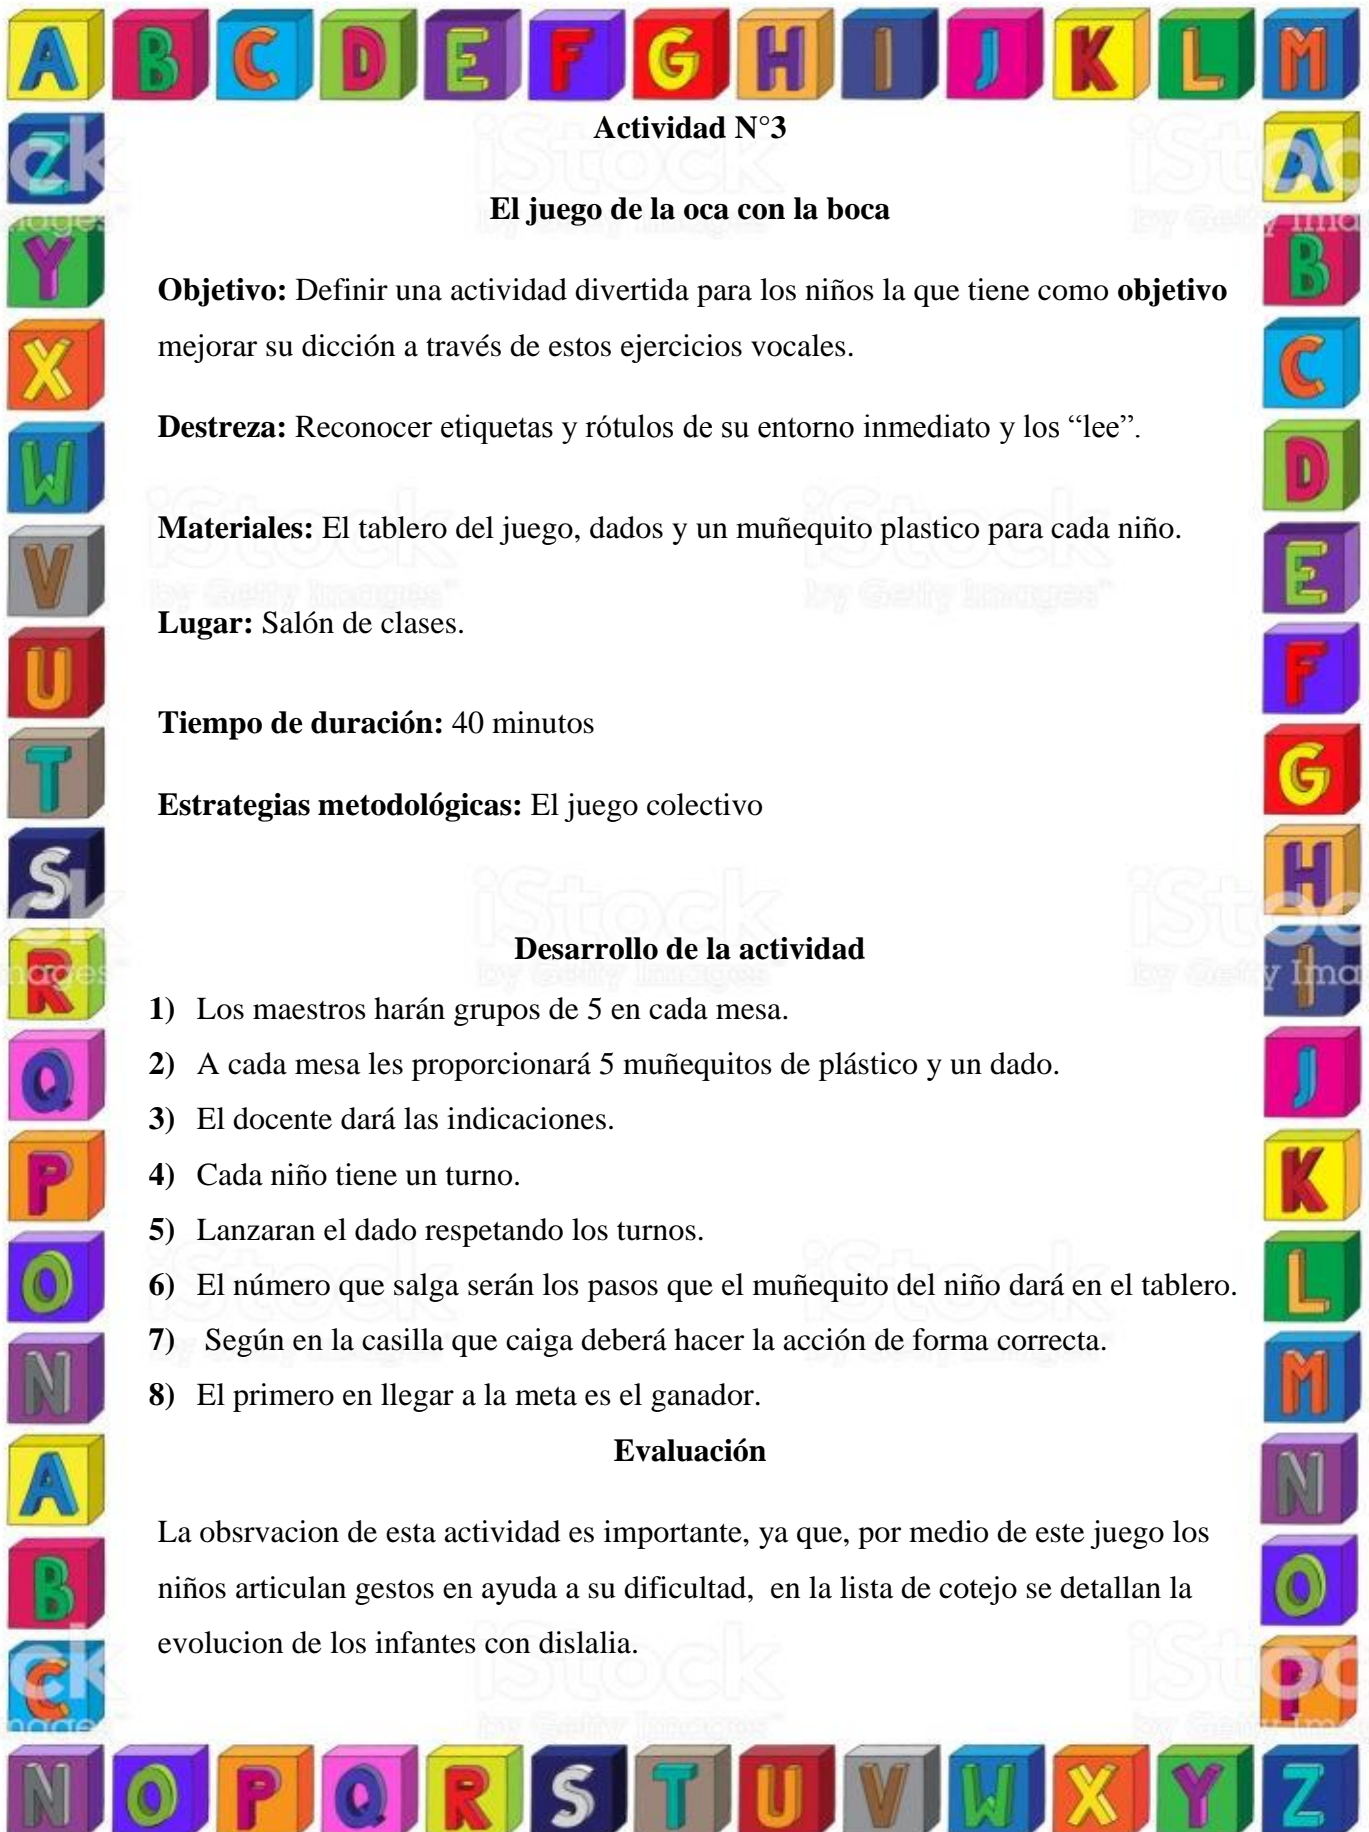 A B C D E F G H I J K L M
Actividad N°3
El juego de la oca con la boca
Objetivo: Definir una actividad divertida para los niños la que tiene como objetivo
mejorar su dicción a través de estos ejercicios vocales.
Destreza: Reconocer etiquetas y rótulos de su entorno inmediato y los “lee”.
Materiales: El tablero del juego, dados y un muñequito plastico para cada niño.
Lugar: Salón de clases.
Tiempo de duración: 40 minutos
Estrategias metodológicas: El juego colectivo
Desarrollo de la actividad
1) Los maestros harán grupos de 5 en cada mesa.
2) A cada mesa les proporcionará 5 muñequitos de plástico y un dado.
3) El docente dará las indicaciones.
4) Cada niño tiene un turno.
5) Lanzaran el dado respetando los turnos.
6) El número que salga serán los pasos que el muñequito del niño dará en el tablero.
7) Según en la casilla que caiga deberá hacer la acción de forma correcta.
8) El primero en llegar a la meta es el ganador.
Evaluación
La obsrvacion de esta actividad es importante, ya que, por medio de este juego los
niños articulan gestos en ayuda a su dificultad, en la lista de cotejo se detallan la
evolucion de los infantes con dislalia.
Z
Y
X
W
V
U
T
S
R
Q
P
O
N
A
B
C
A
B
C
D
E
F
G
H
I
J
K
L
M
N
O
P
N O P Q R S T U V W X Y Z
iStock
by Getty Images